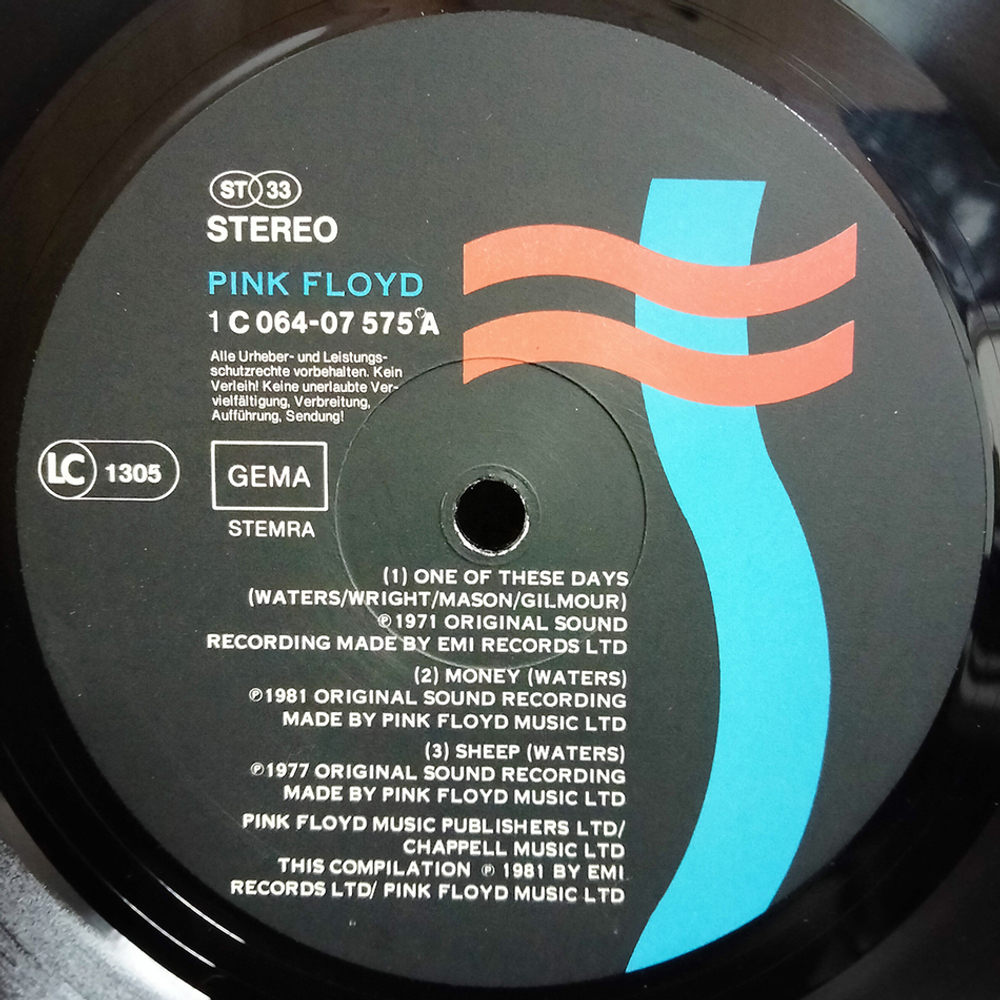 ST 33
STEREO
PINK FLOYD
1 C 064-07 575 A
Alle Urheber- und Leistungs-
schutzrechte vorbehalten. Kein
Verleih! Keine unerlaubte Ver-
vielfältigung, Verbreitung,
Aufführung, Sendung!
LC 1305
GEMA
STEMRA
(1) ONE OF THESE DAYS
(WATERS/WRIGHT/MASON/GILMOUR)
℗ 1971 ORIGINAL SOUND
RECORDING MADE BY EMI RECORDS LTD
(2) MONEY (WATERS)
℗1981 ORIGINAL SOUND RECORDING
MADE BY PINK FLOYD MUSIC LTD
(3) SHEEP (WATERS)
℗1977 ORIGINAL SOUND RECORDING
MADE BY PINK FLOYD MUSIC LTD
PINK FLOYD MUSIC PUBLISHERS LTD/
CHAPPELL MUSIC LTD
THIS COMPILATION ℗ 1981 BY EMI
RECORDS LTD/ PINK FLOYD MUSIC LTD